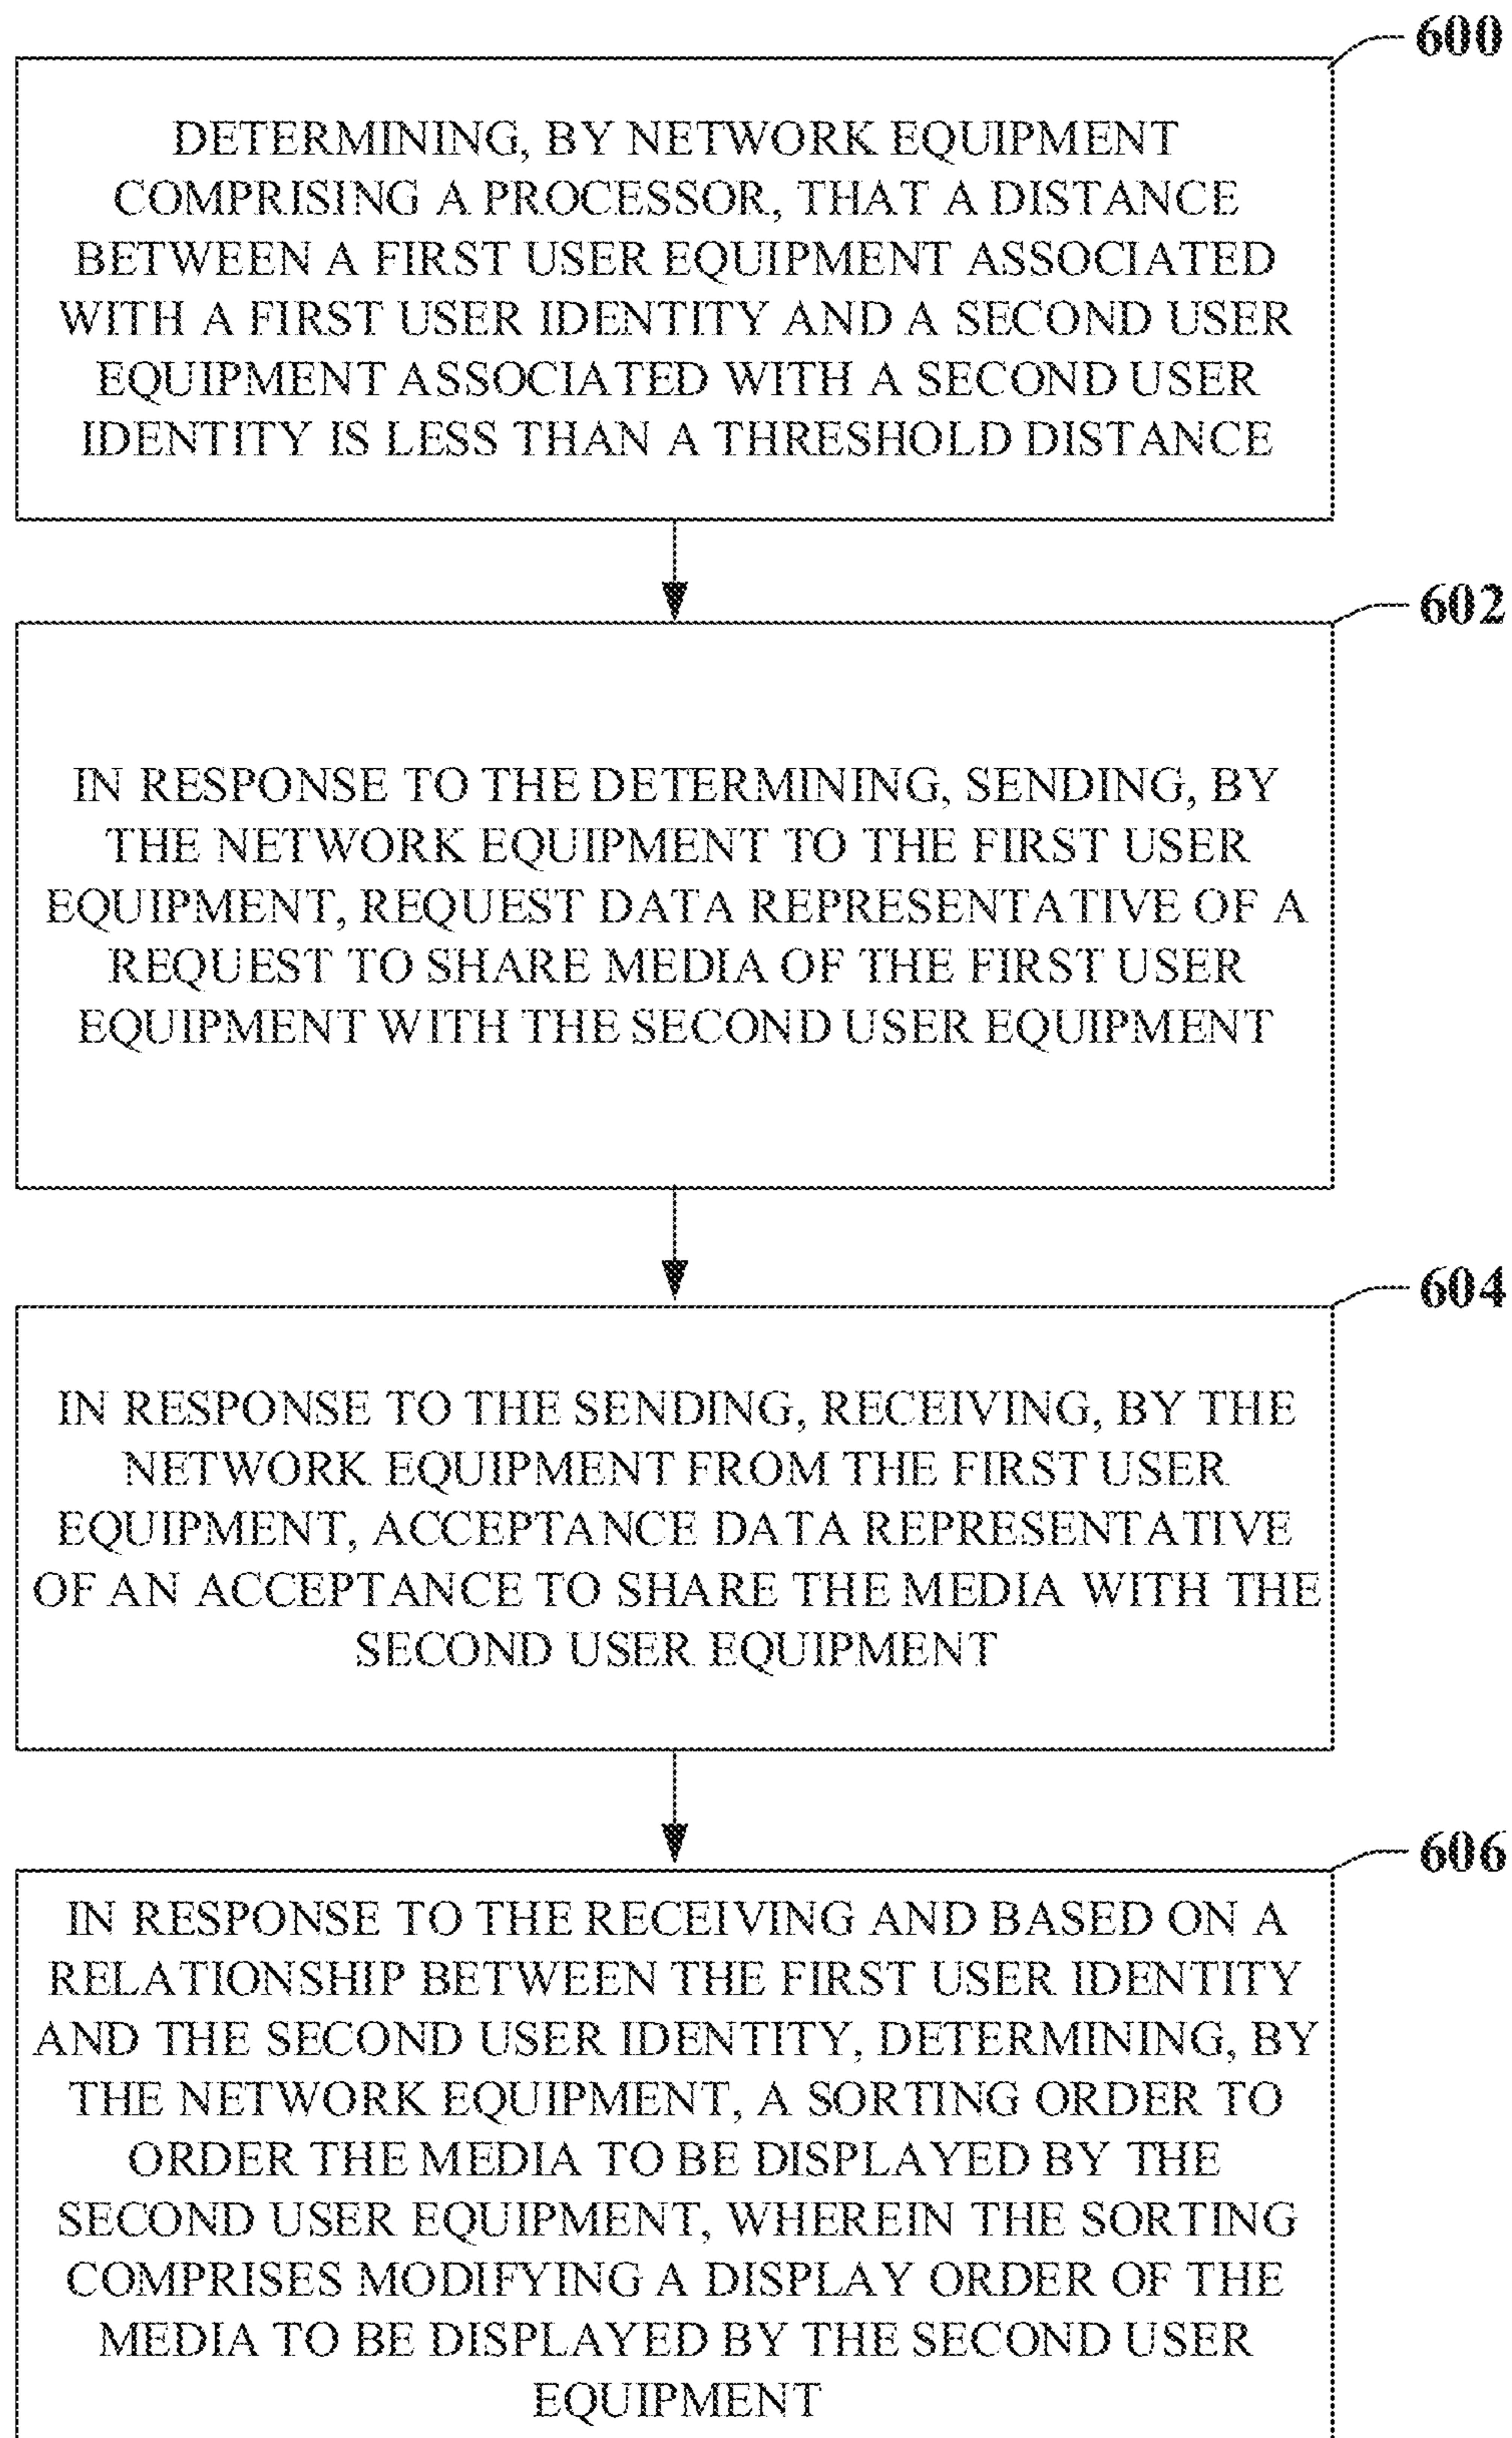 600
DETERMINING, BY NETWORK EQUIPMENT
COMPRISING A PROCESSOR, THAT A DISTANCE
BETWEEN A FIRST USER EQUIPMENT ASSOCIATED
WITH A FIRST USER IDENTITY AND A SECOND USER
EQUIPMENT ASSOCIATED WITH A SECOND USER
IDENTITY IS LESS THAN A THRESHOLD DISTANCE
602
IN RESPONSE TO THE DETERMINING, SENDING, BY
THE NETWORK EQUIPMENT TO THE FIRST USER
EQUIPMENT, REQUEST DATA REPRESENTATIVE OF A
REQUEST TO SHARE MEDIA OF THE FIRST USER
EQUIPMENT WITH THE SECOND USER EQUIPMENT
604
IN RESPONSE TO THE SENDING, RECEIVING, BY THE
NETWORK EQUIPMENT FROM THE FIRST USER
EQUIPMENT, ACCEPTANCE DATA REPRESENTATIVE
OF AN ACCEPTANCE TO SHARE THE MEDIA WITH THE
SECOND USER EQUIPMENT
606
IN RESPONSE TO THE RECEIVING AND BASED ON A
RELATIONSHIP BETWEEN THE FIRST USER IDENTITY
AND THE SECOND USER IDENTITY, DETERMINING, BY
THE NETWORK EQUIPMENT, A SORTING ORDER TO
ORDER THE MEDIA TO BE DISPLAYED BY THE
SECOND USER EQUIPMENT, WHEREIN THE SORTING
COMPRISES MODIFYING A DISPLAY ORDER OF THE
MEDIA TO BE DISPLAYED BY THE SECOND USER
EQUIPMENT